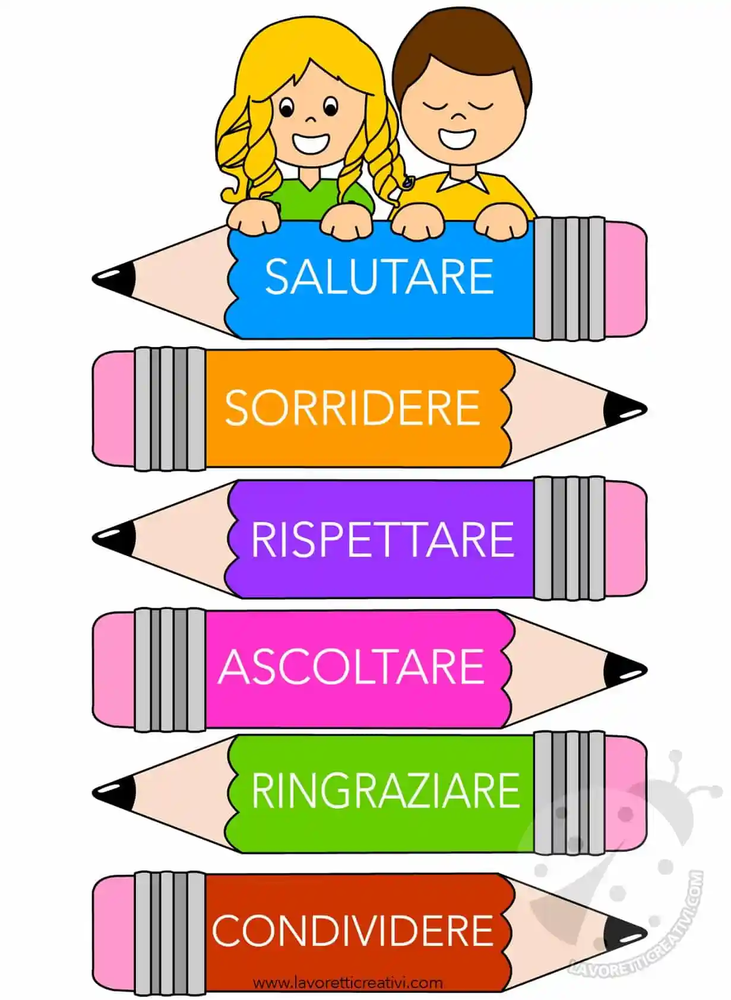 SALUTARE
SORRIDERE
RISPETTARE
ASCOLTARE
RINGRAZIARE
CONDIVIDERE
www.lavoretticreativi.com
LAVORETTICREATIVI.COM